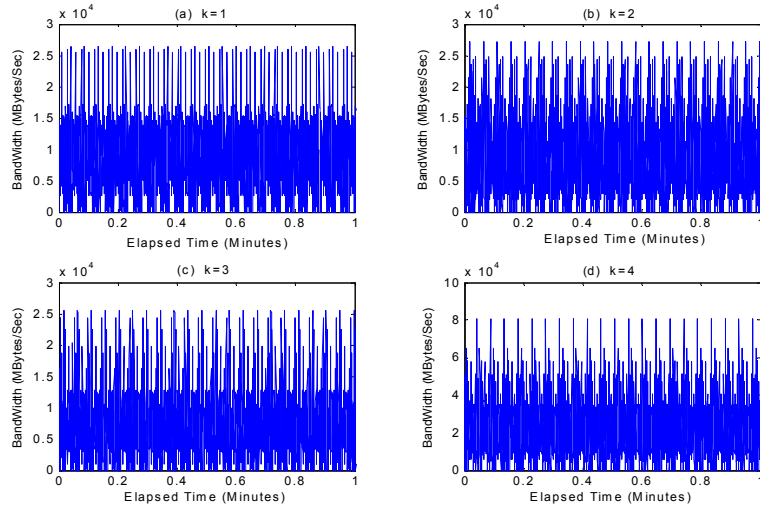 x 10^4
(a) k=1
3
2.5
2
1.5
1
0.5
0
0 0.2 0.4 0.6 0.8 1
BandWidth (MBytes/Sec)
Elapsed Time (Minutes)
x 10^4
(b) k=2
3
2.5
2
1.5
1
0.5
0
0 0.2 0.4 0.6 0.8 1
BandWidth (MBytes/Sec)
Elapsed Time (Minutes)
x 10^4
(c) k=3
3
2.5
2
1.5
1
0.5
0
0 0.2 0.4 0.6 0.8 1
BandWidth (MBytes/Sec)
Elapsed Time (Minutes)
x 10^4
(d) k=4
10
8
6
4
2
0
0 0.2 0.4 0.6 0.8 1
BandWidth (MBytes/Sec)
Elapsed Time (Minutes)